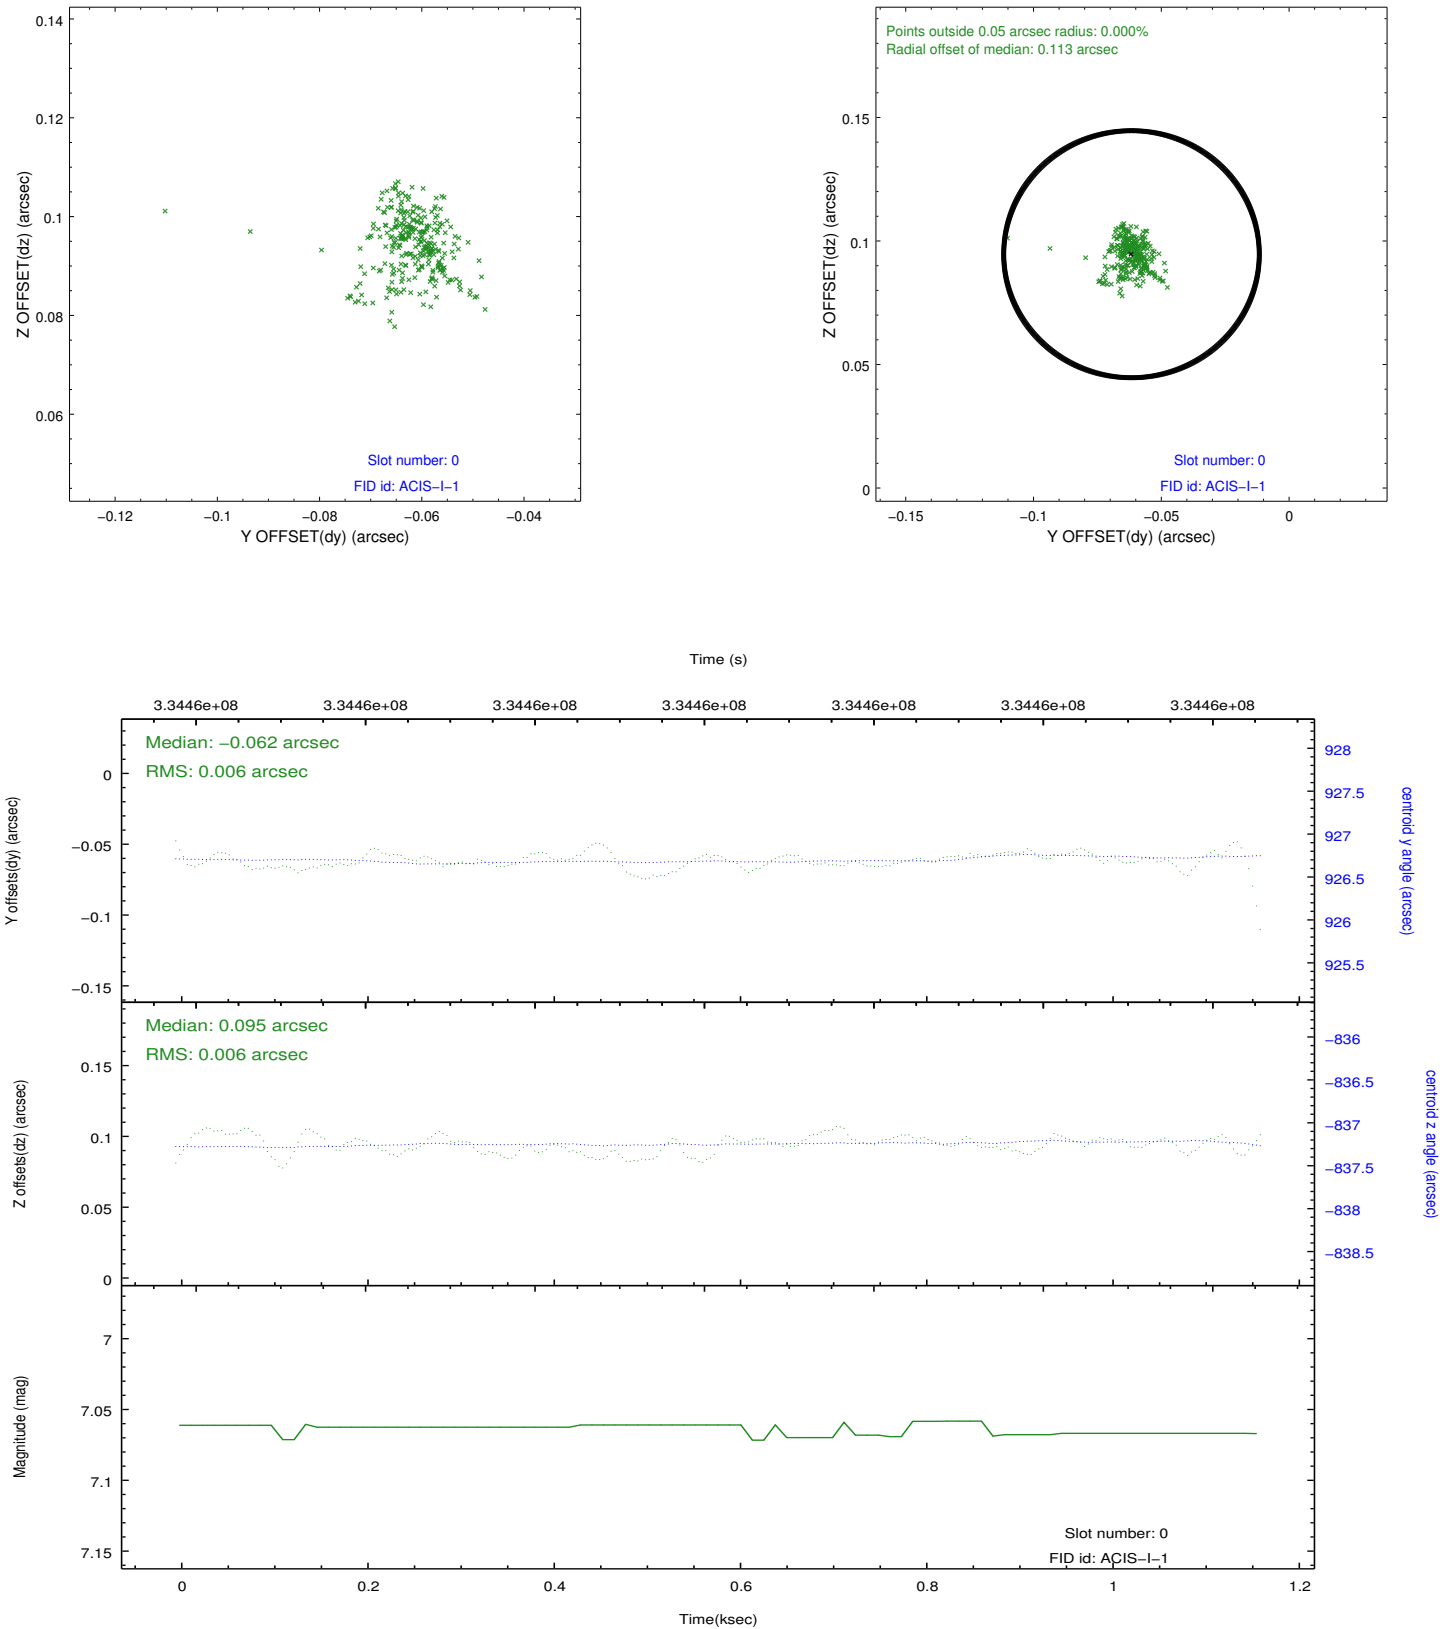 0.14
0.12
0.1
0.08
0.06
Z OFFSET(dz) (arcsec)
Slot number: 0
FID id: ACIS−I−1
−0.12
−0.1
−0.08
−0.06
−0.04
Y OFFSET(dy) (arcsec)
Points outside 0.05 arcsec radius: 0.000%
Radial offset of median: 0.113 arcsec
0.15
0.1
0.05
0
Z OFFSET(dz) (arcsec)
Slot number: 0
FID id: ACIS−I−1
−0.15
−0.1
−0.05
0
Y OFFSET(dy) (arcsec)
Time (s)
3.3446e+08 3.3446e+08 3.3446e+08 3.3446e+08 3.3446e+08 3.3446e+08 3.3446e+08
Median: −0.062 arcsec
RMS: 0.006 arcsec
0
−0.05
−0.1
−0.15
Y offsets(dy) (arcsec)
928
927.5
927
926.5
926
925.5
centroid y angle (arcsec)
Median: 0.095 arcsec
RMS: 0.006 arcsec
0.15
0.1
0.05
0
Z offsets(dz) (arcsec)
−836
−836.5
−837
−837.5
−838
−838.5
centroid z angle (arcsec)
7
7.05
7.1
7.15
Magnitude (mag)
Slot number: 0
FID id: ACIS−I−1
0
0.2
0.4
0.6
0.8
1
1.2
Time(ksec)